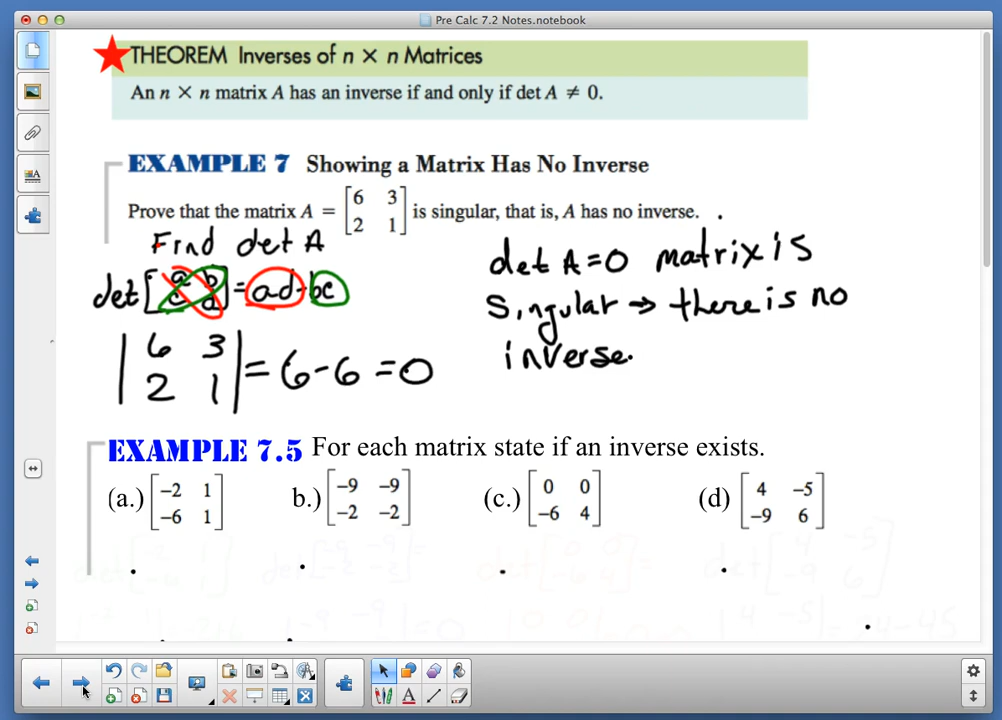 Pre Calc 7.2 Notes.notebook
THEOREM Inverses of n × n Matrices
An n × n matrix A has an inverse if and only if det A ≠ 0.
EXAMPLE 7 Showing a Matrix Has No Inverse
Prove that the matrix A = [6 3
2 1] is singular, that is, A has no inverse. .
Find det A
det [a b
c d] = ad - bc
|6 3
2 1| = 6 - 6 = 0
det A = 0 matrix is
singular → there is no
inverse.
EXAMPLE 7.5 For each matrix state if an inverse exists.
(a.) [-2 1
-6 1]
b.) [-9 -9
-2 -2]
(c.) [0 0
-6 4]
(d) [4 -5
-9 6]